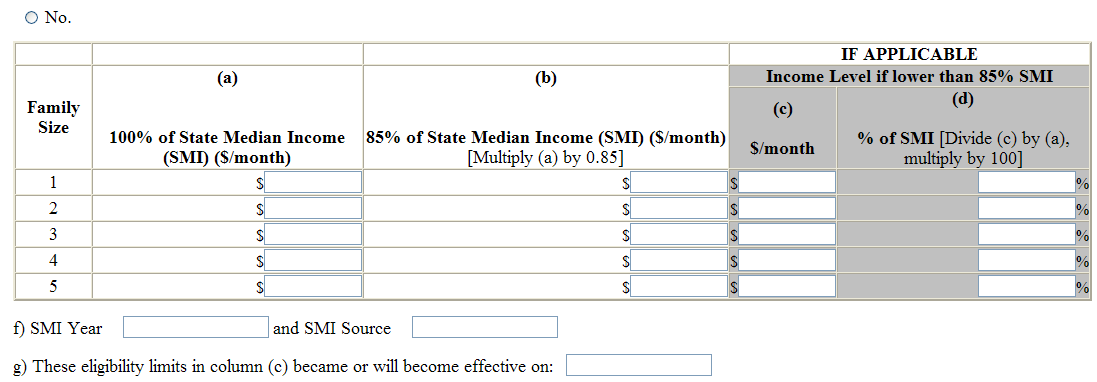 No.
IF APPLICABLE
Income Level if lower than 85% SMI
Family
Size
(a)
100% of State Median Income
(SMI) ($/month)
(b)
85% of State Median Income (SMI) ($/month)
[Multiply (a) by 0.85]
(c)
$/month
(d)
% of SMI [Divide (c) by (a),
multiply by 100]
1 $ $ $ %
2 $ $ $ %
3 $ $ $ %
4 $ $ $ %
5 $ $ $ %
f) SMI Year and SMI Source
g) These eligibility limits in column (c) became or will become effective on: